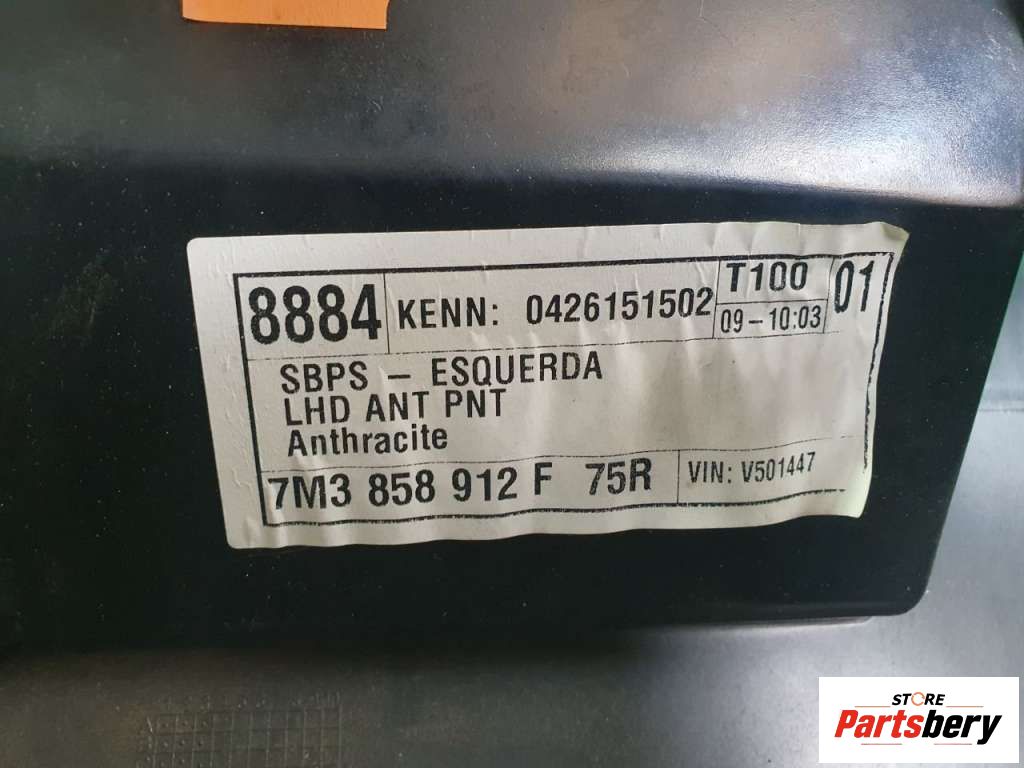 8884 KENN: 0426151502 T100 01
09-10:03
SBPS - ESQUERDA
LHD ANT PNT
Anthracite
7M3 858 912 F 75R VIN: V501447
STORE
Partsbery